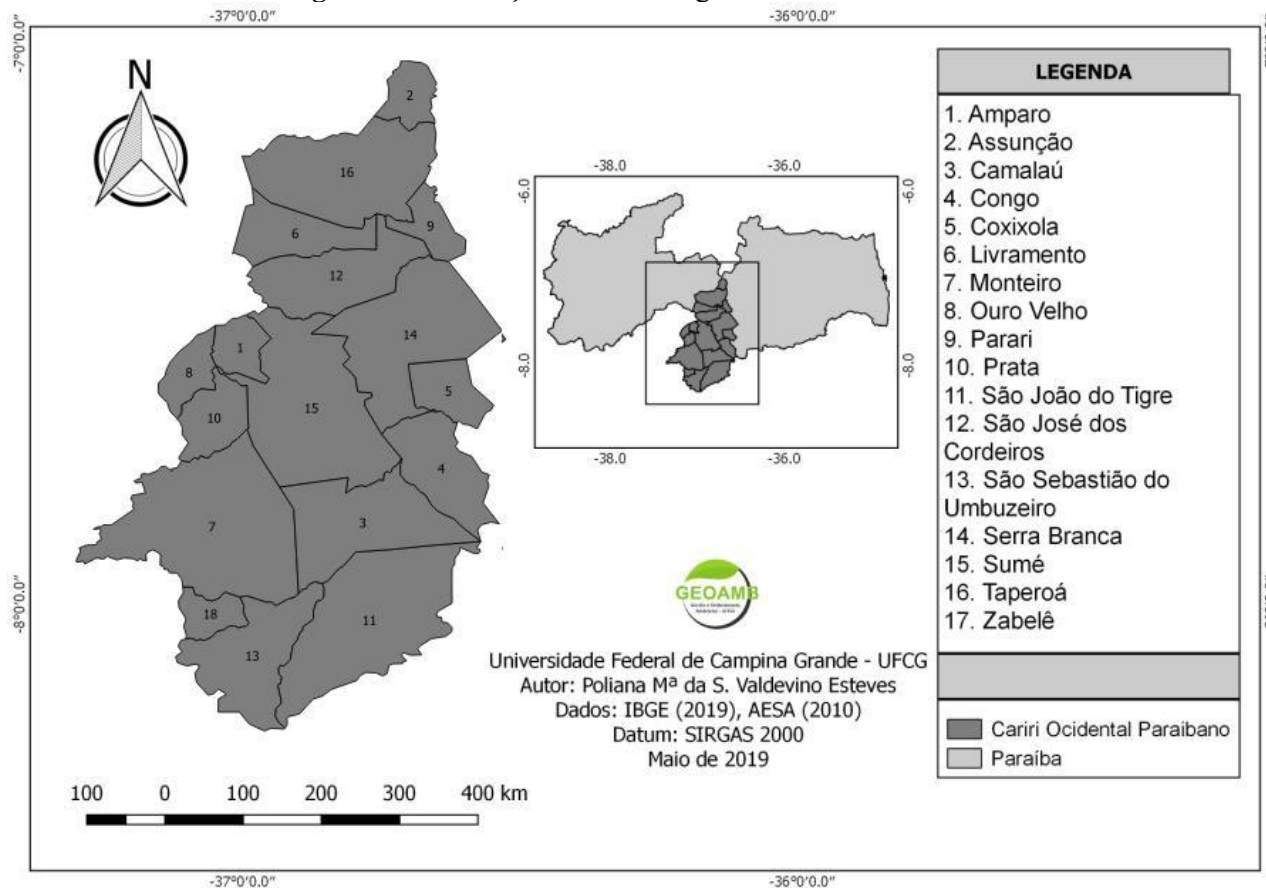 -37°0'0.0"
-36°0'0.0"
-7°0'0.0"
N
2
16
9
6
12
14
1
8
5
15
10
4
7
3
18
11
13
-38.0
-36.0
-6.0
-6.0
-8.0
-8.0
-38.0
-36.0
-8°0'0.0"
LEGENDA
1. Amparo
2. Assunção
3. Camalaú
4. Congo
5. Coxixola
6. Livramento
7. Monteiro
8. Ouro Velho
9. Parari
10. Prata
11. São João do Tigre
12. São José dos
Cordeiros
13. São Sebastião do
Umbuzeiro
14. Serra Branca
15. Sumé
16. Taperoá
17. Zabelê
Cariri Ocidental Paraibano
Paraíba
GEOAMB
Universidade Federal de Campina Grande - UFCG
Autor: Poliana Mª da S. Valdevino Esteves
Dados: IBGE (2019), AESA (2010)
Datum: SIRGAS 2000
Maio de 2019
100 0 100 200 300 400 km
-37°0'0.0"
-36°0'0.0"